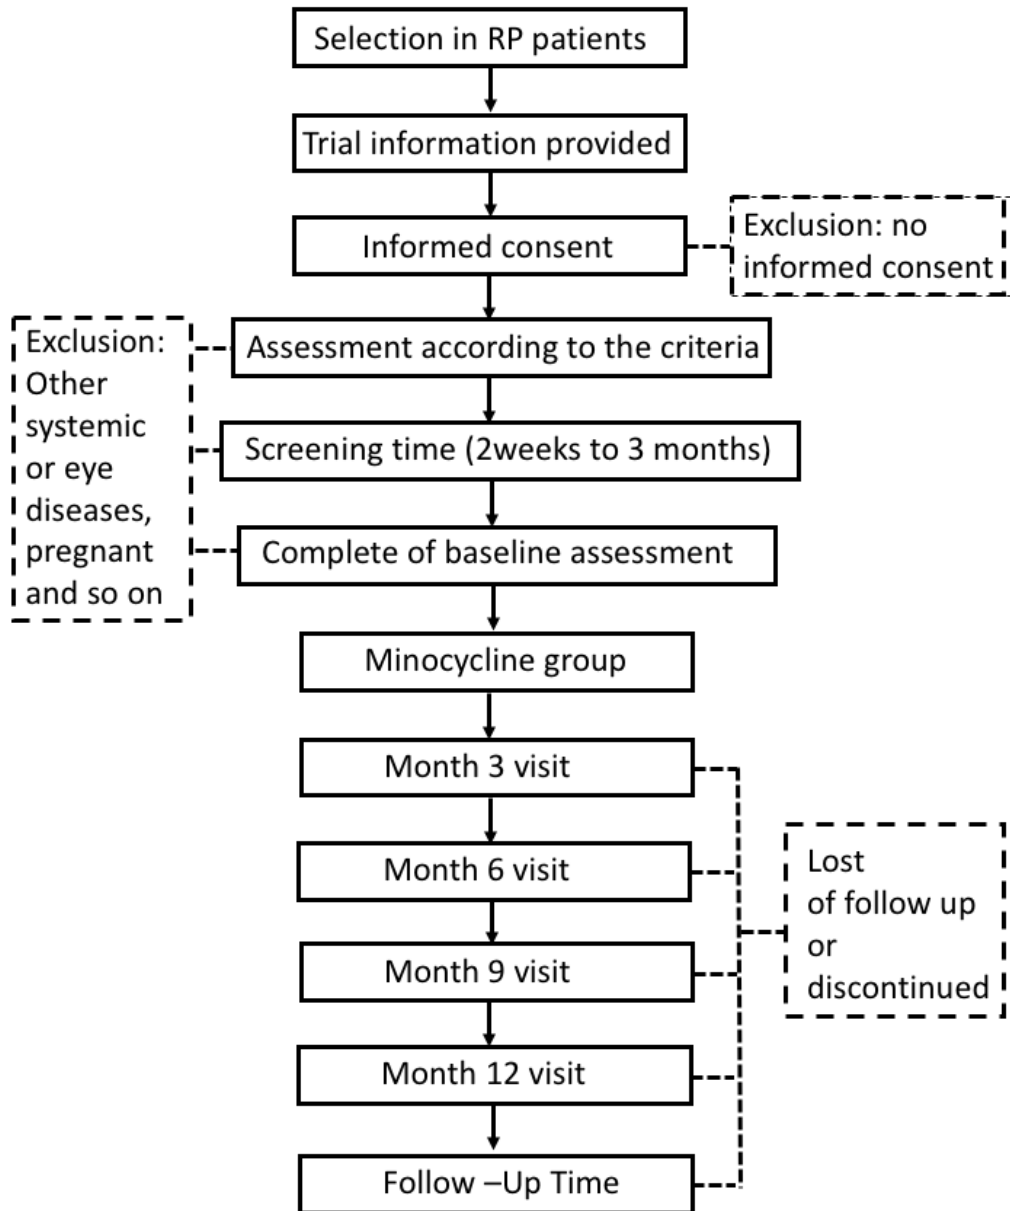 Selection in RP patients
Trial information provided
Informed consent
Exclusion: no
informed consent
Exclusion:
Other
systemic
or eye
diseases,
pregnant
and so on
Assessment according to the criteria
Screening time (2weeks to 3 months)
Complete of baseline assessment
Minocycline group
Month 3 visit
Month 6 visit
Month 9 visit
Month 12 visit
Follow –Up Time
Lost
of follow up
or
discontinued